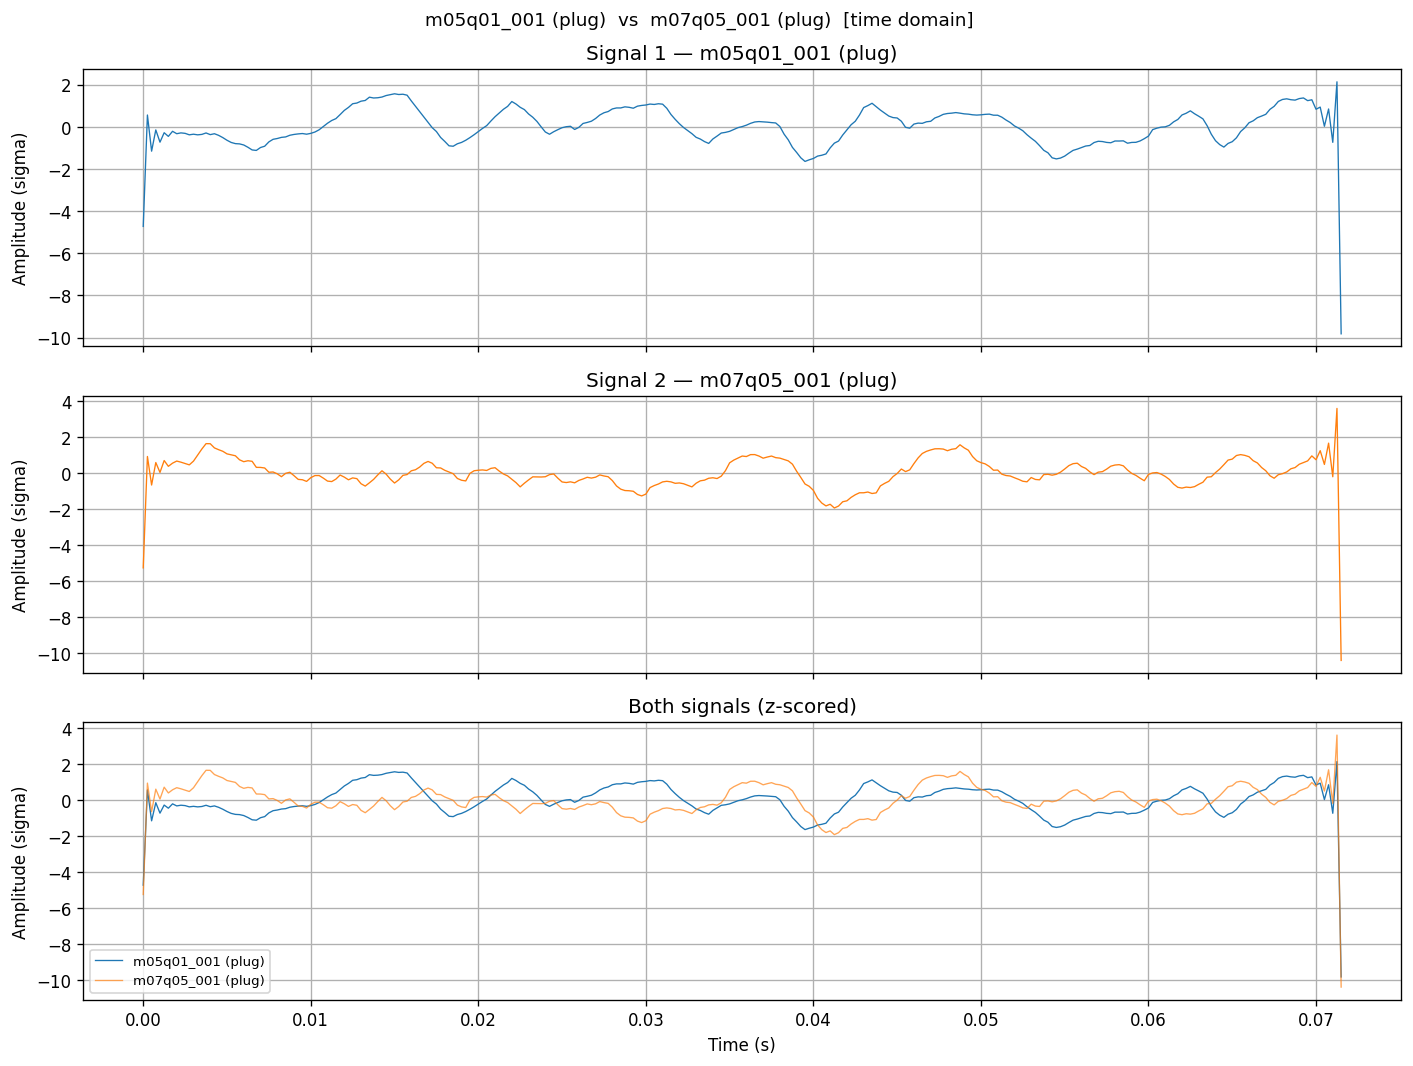 m05q01_001 (plug)  vs  m07q05_001 (plug)  [time domain]
Signal 1 — m05q01_001 (plug)
2
0
−2
−4
−6
−8
−10
Amplitude (sigma)
Signal 2 — m07q05_001 (plug)
4
2
0
−2
−4
−6
−8
−10
Amplitude (sigma)
Both signals (z-scored)
4
2
0
−2
−4
−6
−8
−10
Amplitude (sigma)
m05q01_001 (plug)
m07q05_001 (plug)
0.00 0.01 0.02 0.03 0.04 0.05 0.06 0.07
Time (s)